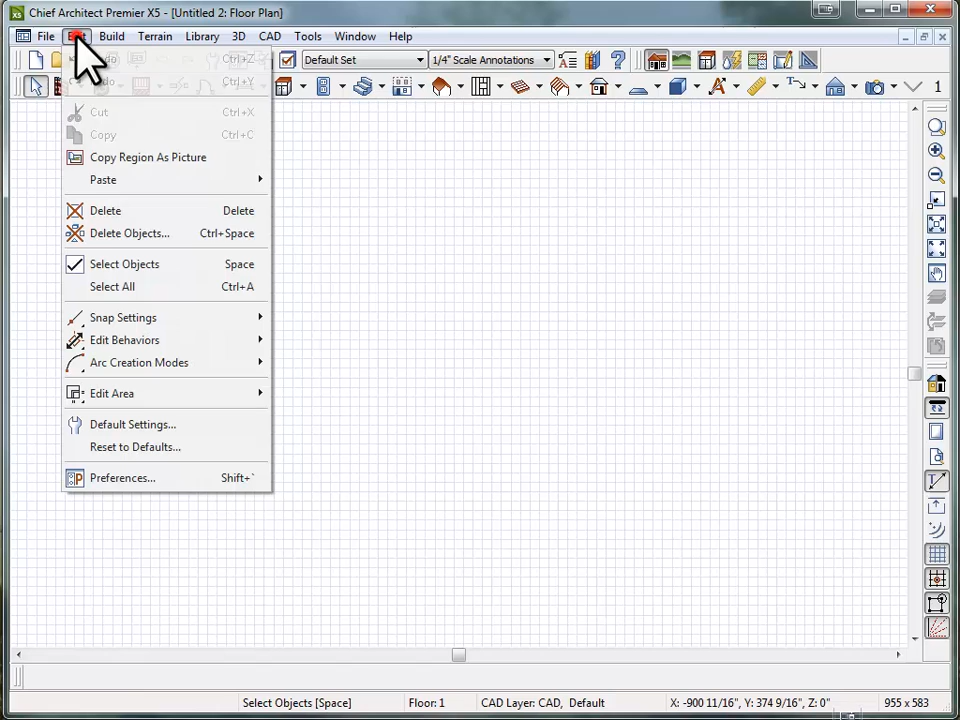 X5 Chief Architect Premier X5 - [Untitled 2: Floor Plan]
File Build Terrain Library 3D CAD Tools Window Help
Ctrl+Z
Default Set 1/4" Scale Annotations
Ctrl+Y
1
Cut Ctrl+X
Copy Ctrl+C
Copy Region As Picture
Paste
Delete Delete
Delete Objects... Ctrl+Space
Select Objects Space
Select All Ctrl+A
Snap Settings
Edit Behaviors
Arc Creation Modes
Edit Area
Default Settings...
Reset to Defaults...
Preferences... Shift+`
Select Objects [Space] Floor: 1 CAD Layer: CAD, Default X: -900 11/16", Y: 374 9/16", Z: 0" 955 x 583